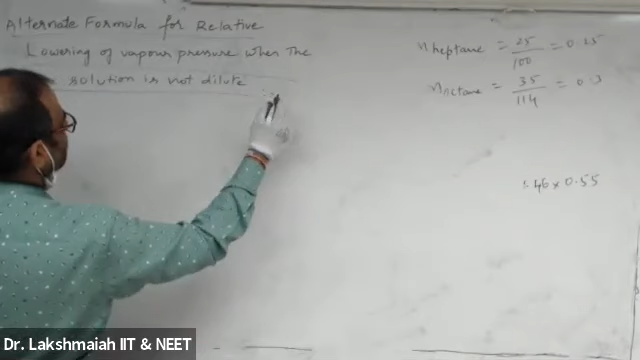 Alternate Formula for Relative
Lowering of vapour pressure when the
solution is not dilute
n heptane = 25/100 = 0.25
n octane = 35/114 = 0.3
46 × 0.55
Dr. Lakshmaiah IIT & NEET